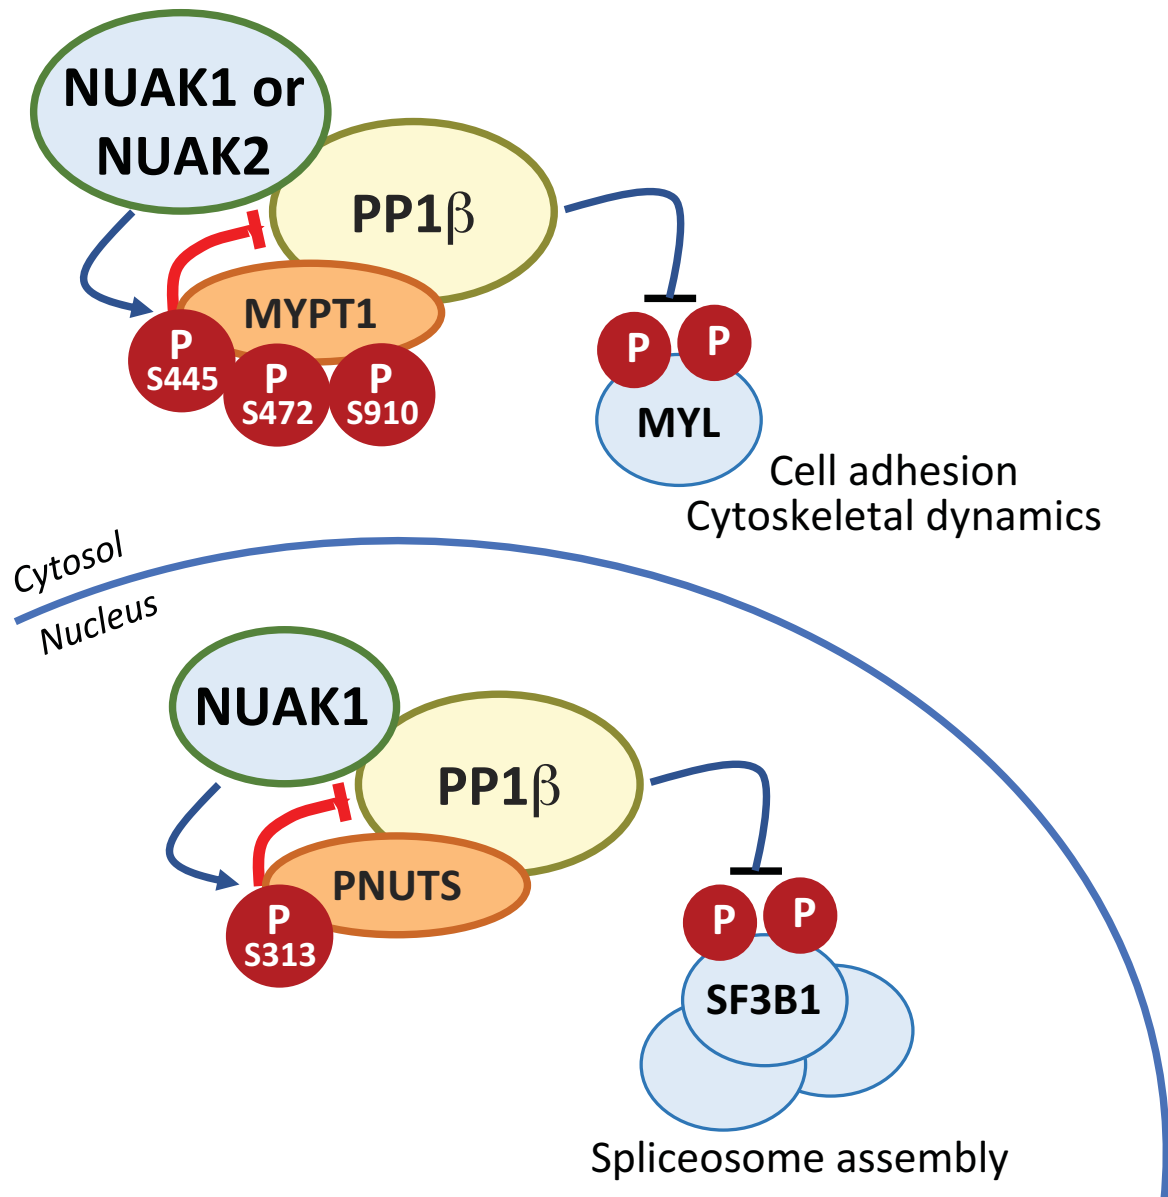 NUAK1 or
NUAK2
PP1β
MYPT1
P
S445
P
S472
P
S910
P
P
MYL
Cell adhesion
Cytoskeletal dynamics
Cytosol
Nucleus
NUAK1
PP1β
PNUTS
P
S313
P
P
SF3B1
Spliceosome assembly